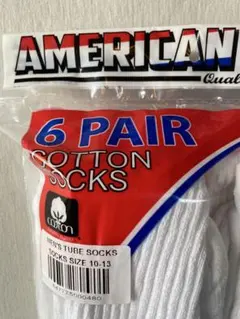 AMERICAN
Qual
6 PAIR
COTTON
SOCKS
cotton
MEN'S TUBE SOCKS
SOCKS SIZE 10-13